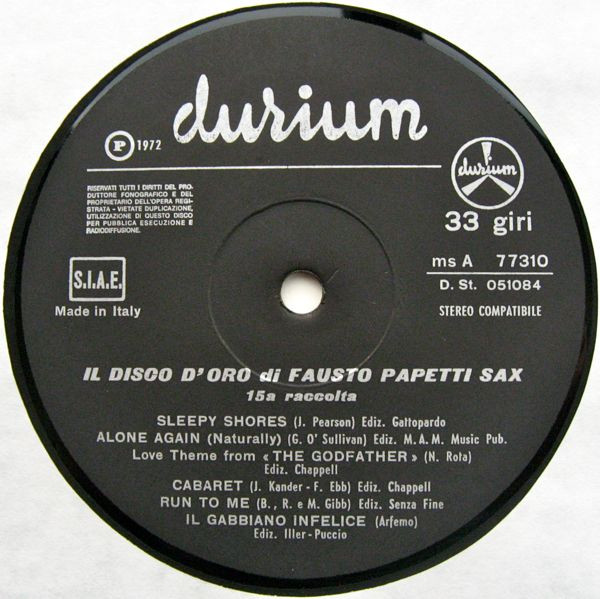 durium
P 1972
durium
RISERVATI TUTTI I DIRITTI DEL PRO-
DUTTORE FONOGRAFICO E DEL
PROPRIETARIO DELL'OPERA REGI-
STRATA - VIETATE DUPLICAZIONE,
UTILIZZAZIONE DI QUESTO DISCO
PER PUBBLICA ESECUZIONE E
RADIODIFFUSIONE.
33 giri
S.I.A.E.
Made in Italy
ms A 77310
D. St. 051084
STEREO COMPATIBILE
IL DISCO D'ORO di FAUSTO PAPETTI SAX
15a raccolta
SLEEPY SHORES (J. Pearson) Ediz. Gattopardo
ALONE AGAIN (Naturally) (G. O' Sullivan) Ediz. M.A.M. Music Pub.
Love Theme from « THE GODFATHER » (N. Rota)
Ediz. Chappell
CABARET (J. Kander - F. Ebb) Ediz. Chappell
RUN TO ME (B., R. e M. Gibb) Ediz. Senza Fine
IL GABBIANO INFELICE (Arfemo)
Ediz. Iller-Puccio